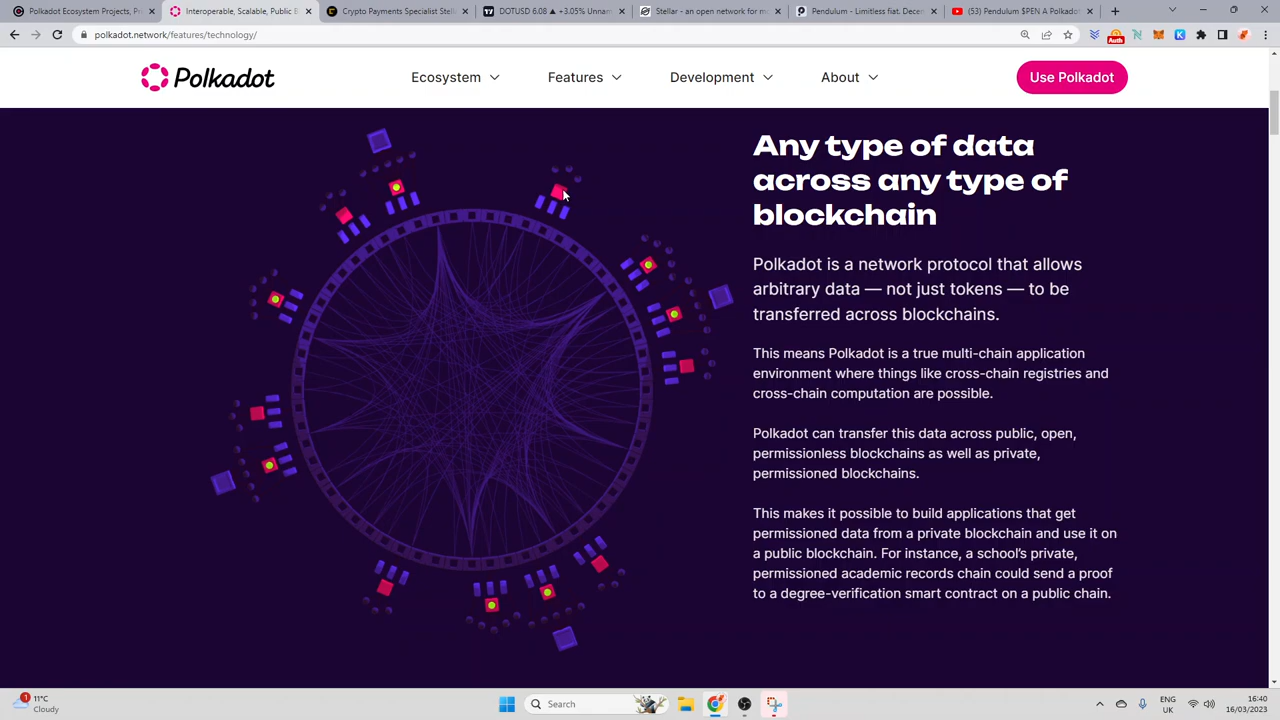 Polkadot Ecosystem Projects, P
Interoperable, Scalable, Public B
Crypto Payments Specialist Stell
DOTUSD 6.08 ▲ +3.05% Unnam
Stellar - an open network for mo
Pendulum - Limitless fiat. Decen
(53) Pendulum $PEN A Polkadot
polkadot.network/features/technology/
Auth
Polkadot
Ecosystem
Features
Development
About
Use Polkadot
Any type of data
across any type of
blockchain
Polkadot is a network protocol that allows
arbitrary data — not just tokens — to be
transferred across blockchains.
This means Polkadot is a true multi-chain application
environment where things like cross-chain registries and
cross-chain computation are possible.
Polkadot can transfer this data across public, open,
permissionless blockchains as well as private,
permissioned blockchains.
This makes it possible to build applications that get
permissioned data from a private blockchain and use it on
a public blockchain. For instance, a school's private,
permissioned academic records chain could send a proof
to a degree-verification smart contract on a public chain.
1
11°C
Cloudy
Search
ENG
UK
16:40
16/03/2023